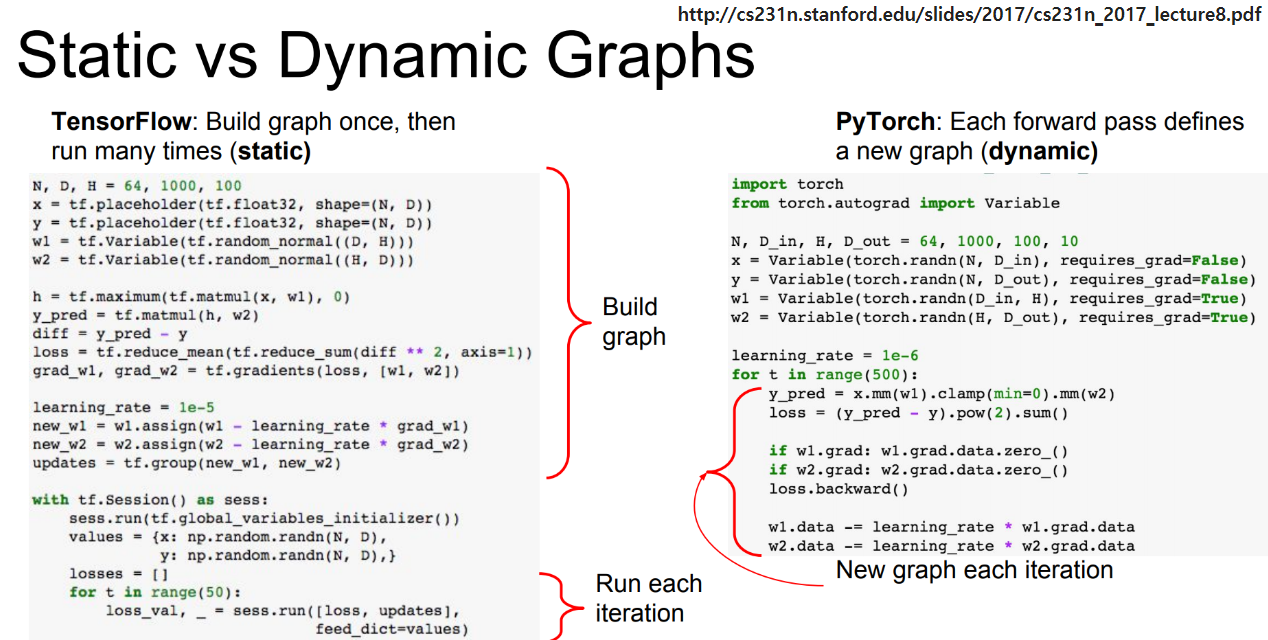 http://cs231n.stanford.edu/slides/2017/cs231n_2017_lecture8.pdf
Static vs Dynamic Graphs
TensorFlow: Build graph once, then
run many times (static)
N, D, H = 64, 1000, 100
x = tf.placeholder(tf.float32, shape=(N, D))
y = tf.placeholder(tf.float32, shape=(N, D))
w1 = tf.Variable(tf.random_normal((D, H)))
w2 = tf.Variable(tf.random_normal((H, D)))
h = tf.maximum(tf.matmul(x, w1), 0)
y_pred = tf.matmul(h, w2)
diff = y_pred - y
loss = tf.reduce_mean(tf.reduce_sum(diff ** 2, axis=1))
grad_w1, grad_w2 = tf.gradients(loss, [w1, w2])
learning_rate = 1e-5
new_w1 = w1.assign(w1 - learning_rate * grad_w1)
new_w2 = w2.assign(w2 - learning_rate * grad_w2)
updates = tf.group(new_w1, new_w2)
with tf.Session() as sess:
    sess.run(tf.global_variables_initializer())
    values = {x: np.random.randn(N, D),
              y: np.random.randn(N, D),}
    losses = []
    for t in range(50):
        loss_val, _ = sess.run([loss, updates],
                               feed_dict=values)
Build
graph
Run each
iteration
PyTorch: Each forward pass defines
a new graph (dynamic)
import torch
from torch.autograd import Variable
N, D_in, H, D_out = 64, 1000, 100, 10
x = Variable(torch.randn(N, D_in), requires_grad=False)
y = Variable(torch.randn(N, D_out), requires_grad=False)
w1 = Variable(torch.randn(D_in, H), requires_grad=True)
w2 = Variable(torch.randn(H, D_out), requires_grad=True)
learning_rate = 1e-6
for t in range(500):
    y_pred = x.mm(w1).clamp(min=0).mm(w2)
    loss = (y_pred - y).pow(2).sum()
    if w1.grad: w1.grad.data.zero_()
    if w2.grad: w2.grad.data.zero_()
    loss.backward()
    w1.data -= learning_rate * w1.grad.data
    w2.data -= learning_rate * w2.grad.data
New graph each iteration